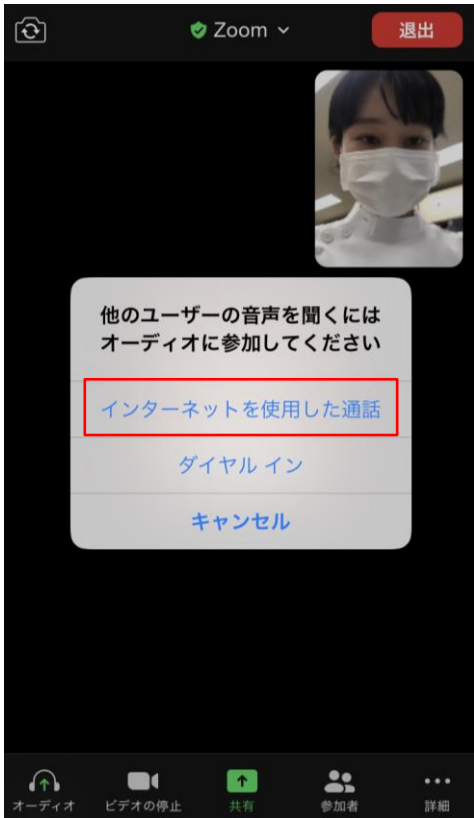 Zoom
退出
他のユーザーの音声を聞くには
オーディオに参加してください
インターネットを使用した通話
ダイヤル イン
キャンセル
オーディオ
ビデオの停止
共有
参加者
詳細